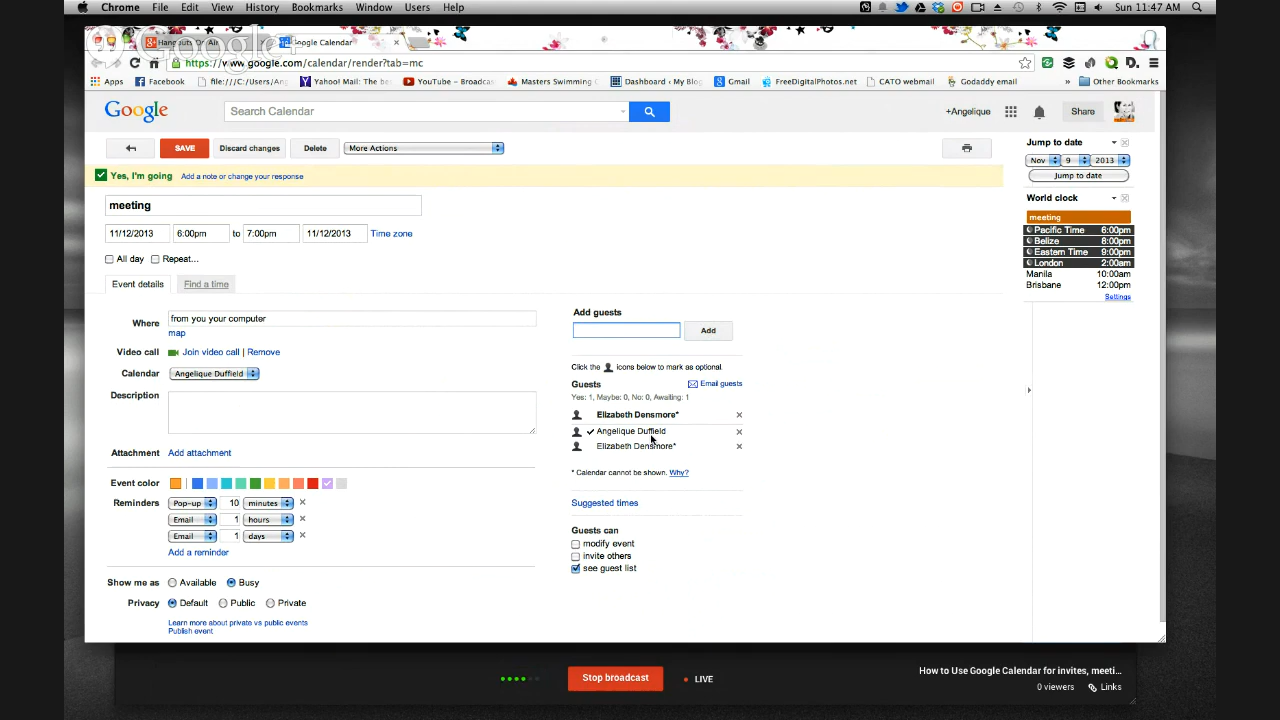 Chrome File Edit View History Bookmarks Window Users Help Sun 11:47 AM
Google+
Hangouts On Air Google Calendar
https://www.google.com/calendar/render?tab=mc
Apps Facebook file:///C:/Users/Ang Yahoo! Mail: The be YouTube – Broadcas Masters Swimming C Dashboard ‹ My Blog Gmail FreeDigitalPhotos.net CATO webmail Godaddy email » Other Bookmarks
Google Search Calendar +Angelique Share
SAVE Discard changes Delete More Actions
Yes, I'm going Add a note or change your response
meeting
11/12/2013 6:00pm to 7:00pm 11/12/2013 Time zone
All day Repeat...
Event details Find a time
Where from you your computer
map
Video call Join video call | Remove
Calendar Angelique Duffield
Description
Attachment Add attachment
Event color
Reminders Pop-up 10 minutes ×
Email 1 hours ×
Email 1 days ×
Add a reminder
Show me as Available Busy
Privacy Default Public Private
Learn more about private vs public events
Publish event
Add guests
Add
Click the icons below to mark as optional.
Guests Email guests
Yes: 1, Maybe: 0, No: 0, Awaiting: 1
Elizabeth Densmore* ×
Angelique Duffield ×
Elizabeth Densmore* ×
* Calendar cannot be shown. Why?
Suggested times
Guests can
modify event
invite others
see guest list
Jump to date
Nov 9 2013
Jump to date
World clock
meeting
Pacific Time 6:00pm
Belize 8:00pm
Eastern Time 9:00pm
London 2:00am
Manila 10:00am
Brisbane 12:00pm
Settings
Stop broadcast LIVE
How to Use Google Calendar for invites, meeti...
0 viewers Links